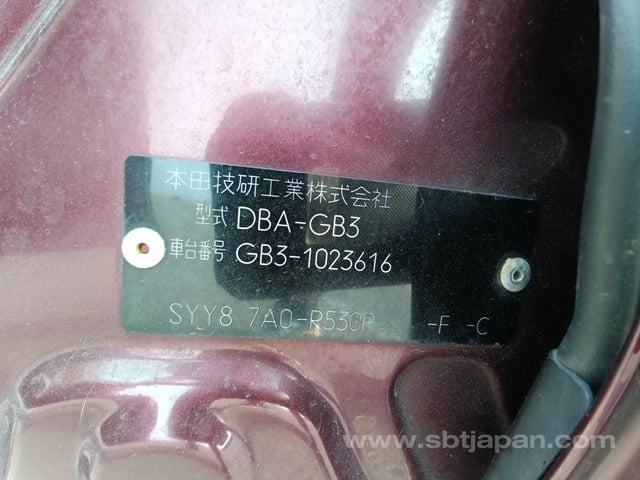 本田技研工業株式会社
型式 DBA-GB3
車台番号 GB3-1023616
SYY8 7A0-R530P -F -C
www.sbtjapan.com